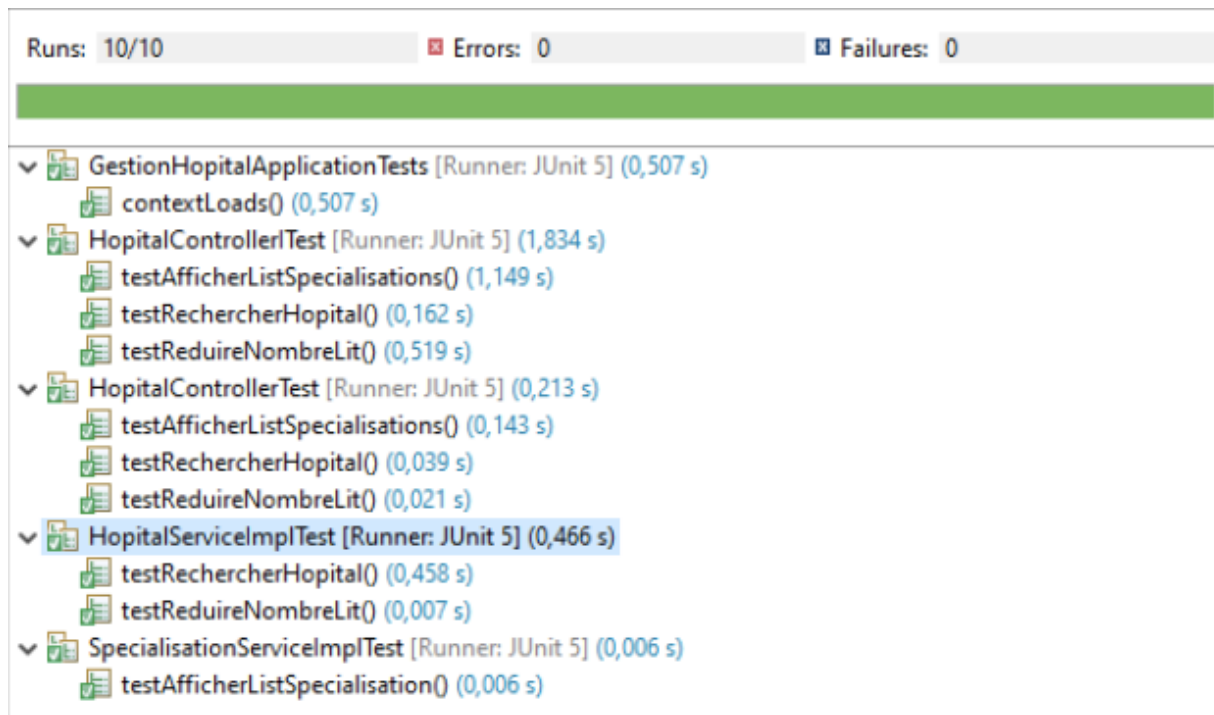 Runs: 10/10 Errors: 0 Failures: 0
GestionHopitalApplicationTests [Runner: JUnit 5] (0,507 s)
contextLoads() (0,507 s)
HopitalControllerITest [Runner: JUnit 5] (1,834 s)
testAfficherListSpecialisations() (1,149 s)
testRechercherHopital() (0,162 s)
testReduireNombreLit() (0,519 s)
HopitalControllerTest [Runner: JUnit 5] (0,213 s)
testAfficherListSpecialisations() (0,143 s)
testRechercherHopital() (0,039 s)
testReduireNombreLit() (0,021 s)
HopitalServiceImplTest [Runner: JUnit 5] (0,466 s)
testRechercherHopital() (0,458 s)
testReduireNombreLit() (0,007 s)
SpecialisationServiceImplTest [Runner: JUnit 5] (0,006 s)
testAfficherListSpecialisation() (0,006 s)